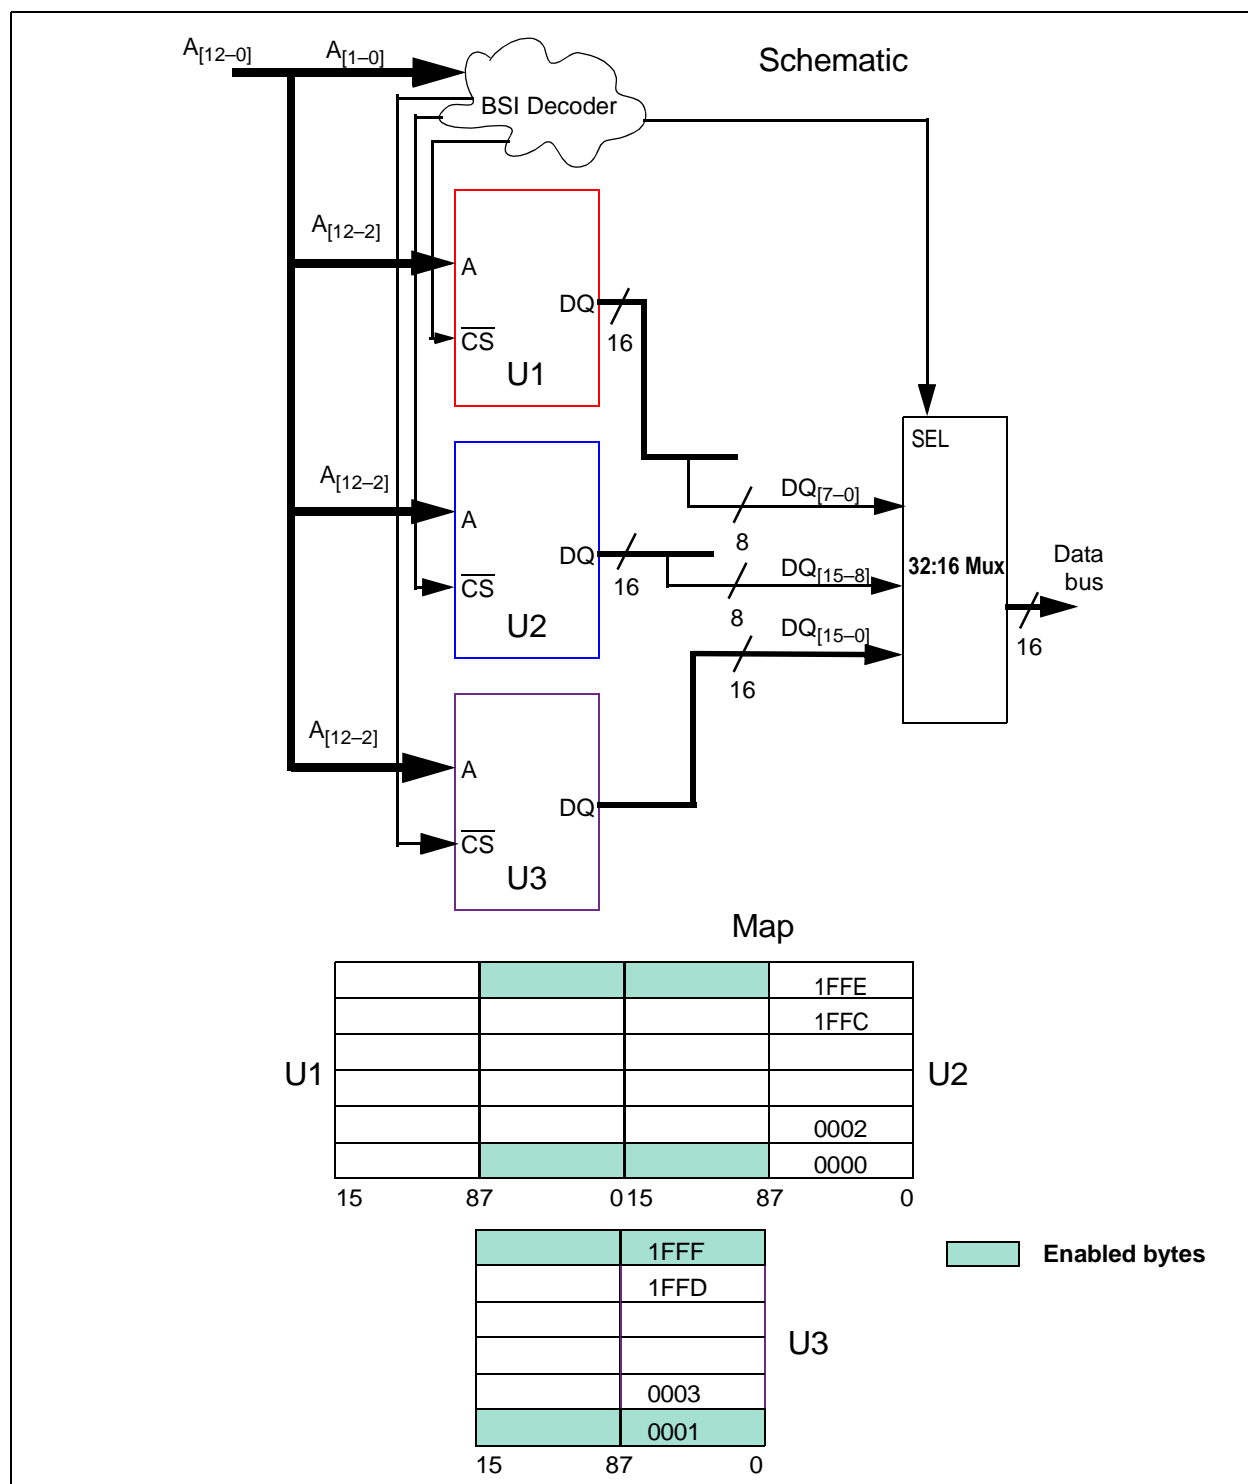 A[12–0]
A[1–0]
Schematic
BSI Decoder
A[12–2]
A
DQ
16
CS
U1
SEL
A[12–2]
DQ[7–0]
A
8
DQ
16
32:16 Mux
Data
bus
DQ[15–8]
CS
8
U2
DQ[15–0]
16
16
A[12–2]
A
DQ
CS
U3
Map
1FFE
1FFC
U1
U2
0002
0000
15 87 0 15 87 0
1FFF
Enabled bytes
1FFD
U3
0003
0001
15 87 0